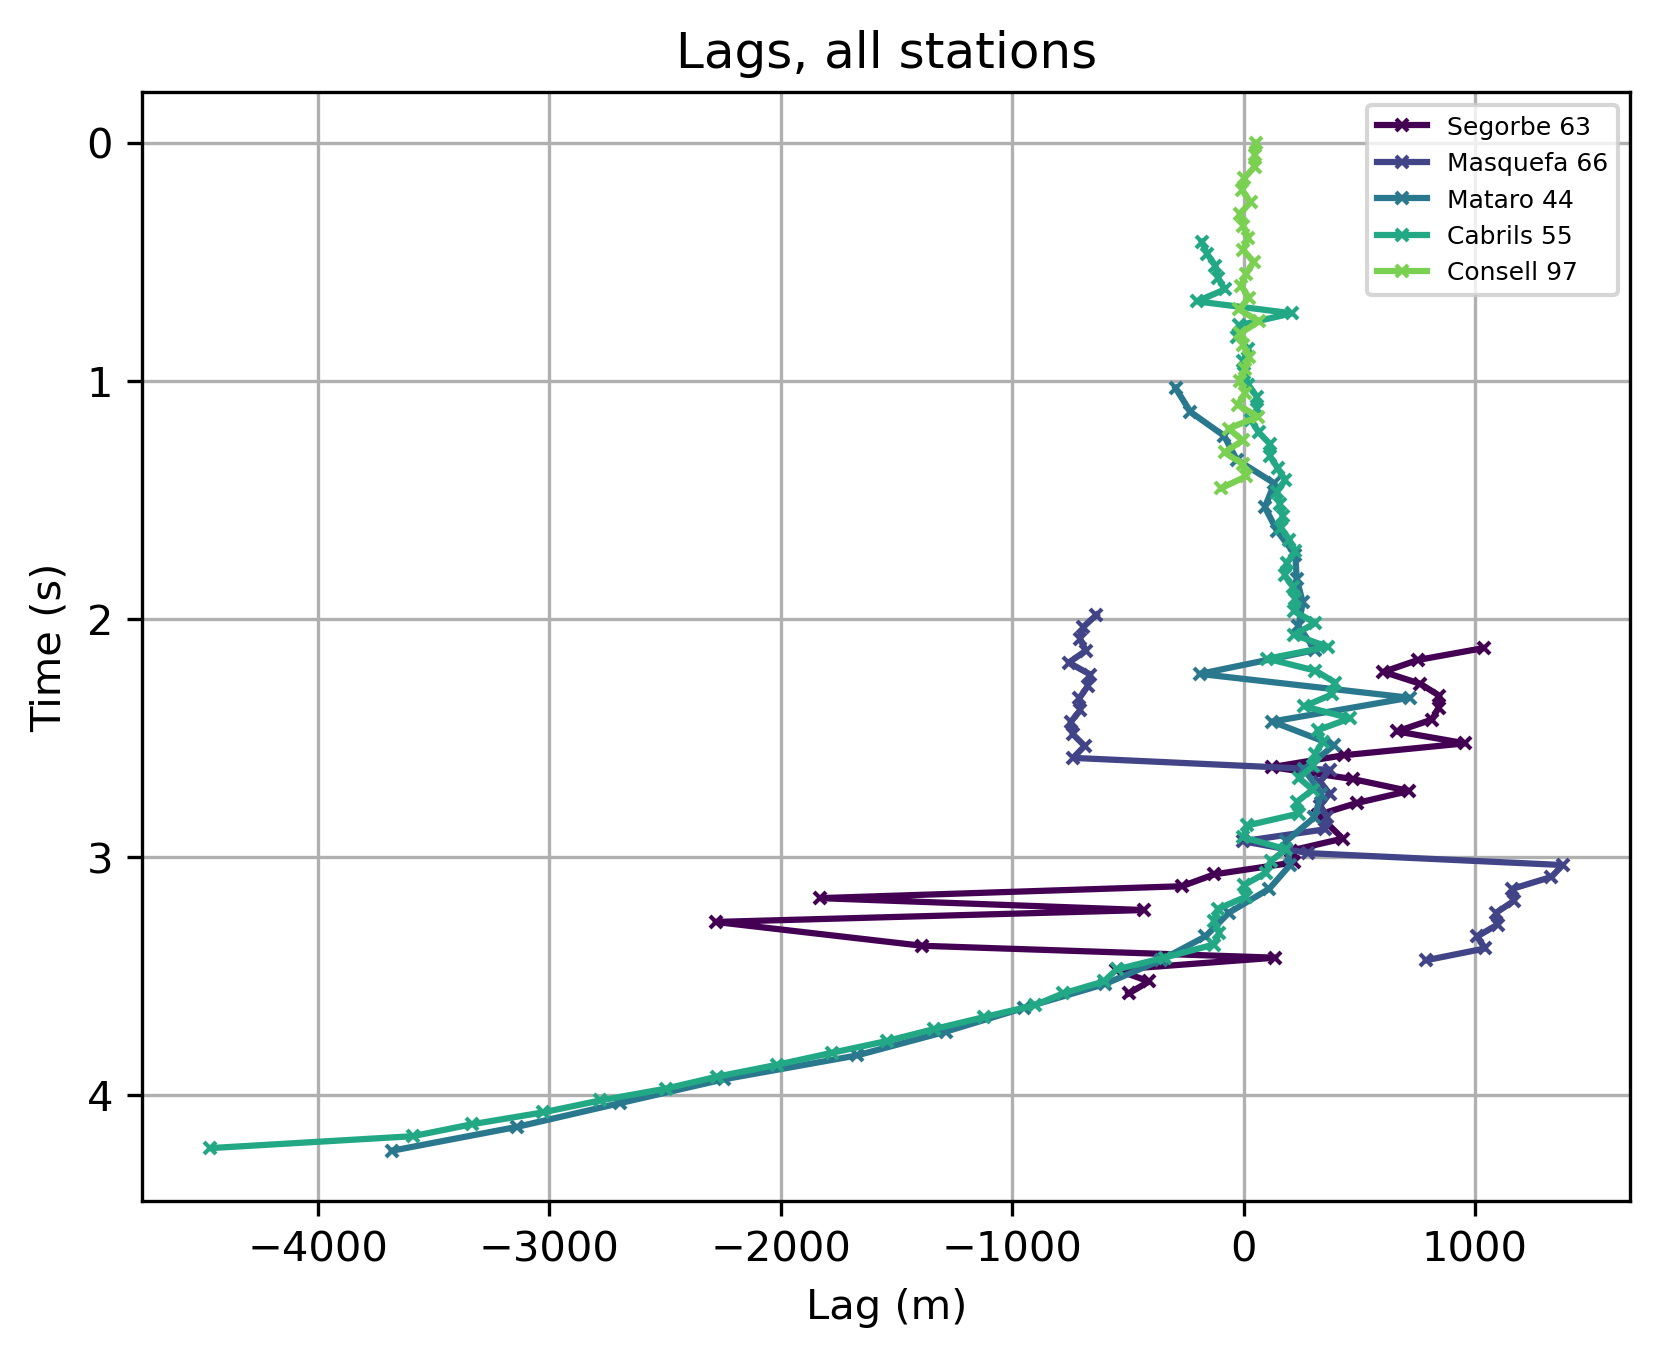 Lags, all stations
Segorbe 63
Masquefa 66
Mataro 44
Cabrils 55
Consell 97
0
1
2
3
4
Time (s)
−4000 −3000 −2000 −1000 0 1000
Lag (m)